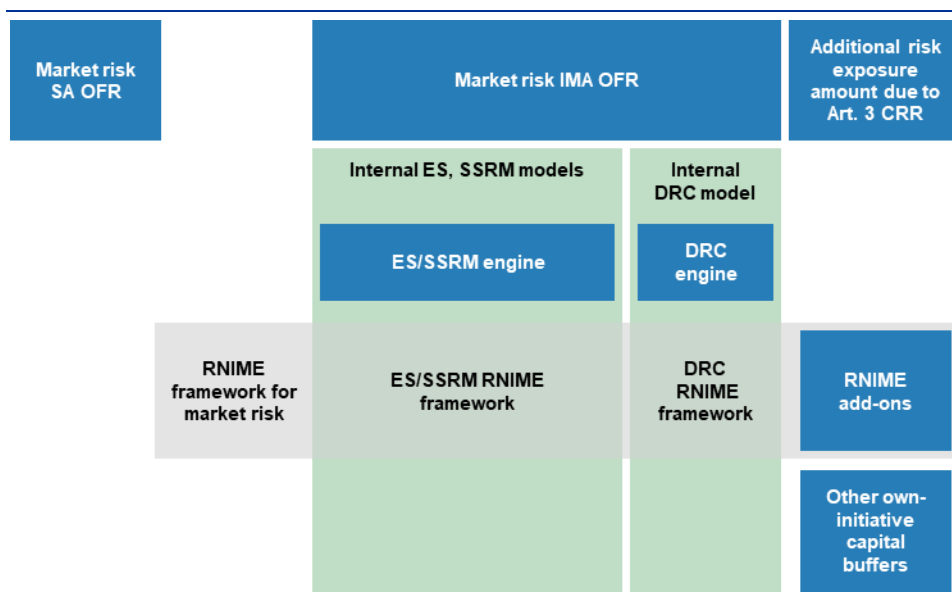 Market risk
SA OFR
Market risk IMA OFR
Additional risk
exposure
amount due to
Art. 3 CRR
Internal ES, SSRM models
Internal
DRC model
ES/SSRM engine
DRC
engine
RNIME
framework for
market risk
ES/SSRM RNIME
framework
DRC
RNIME
framework
RNIME
add-ons
Other own-
initiative
capital
buffers